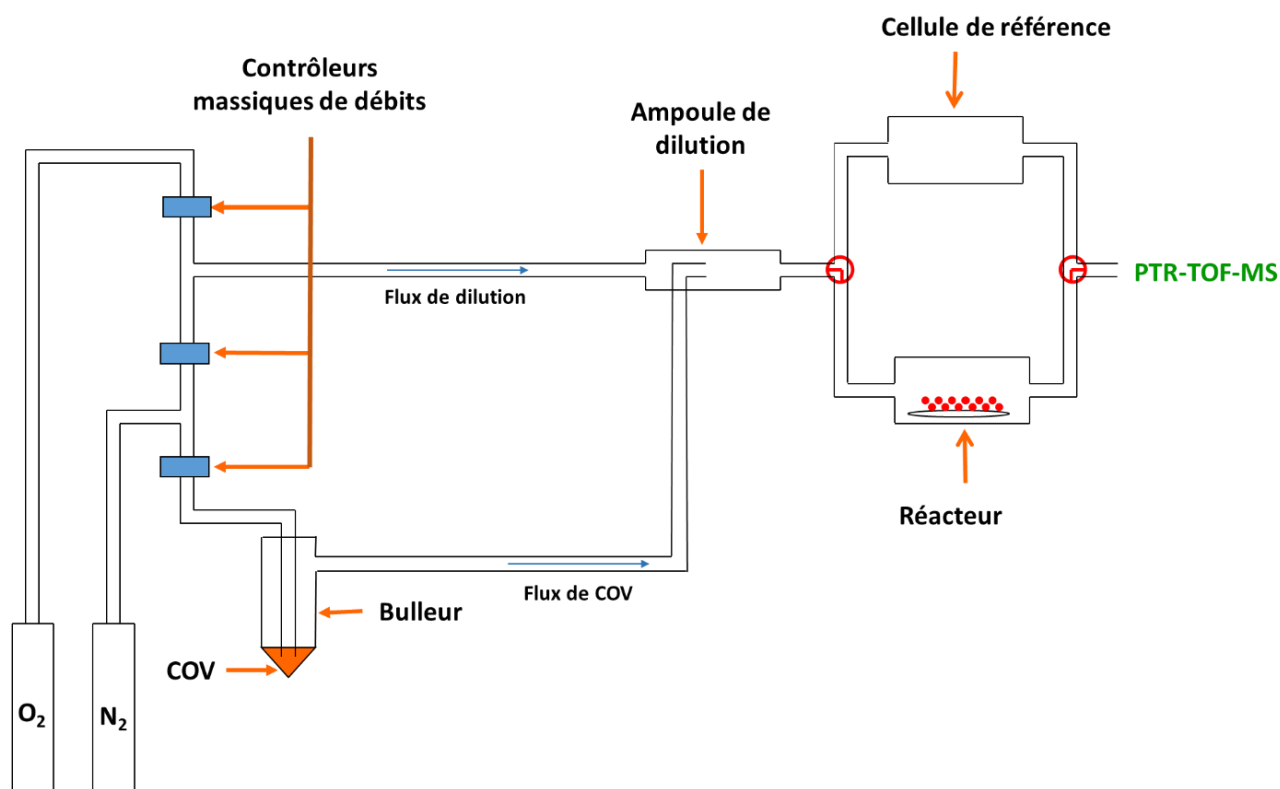 Cellule de référence
Contrôleurs
massiques de débits
Ampoule de
dilution
PTR-TOF-MS
Flux de dilution
Réacteur
Flux de COV
Bulleur
COV
O₂
N₂